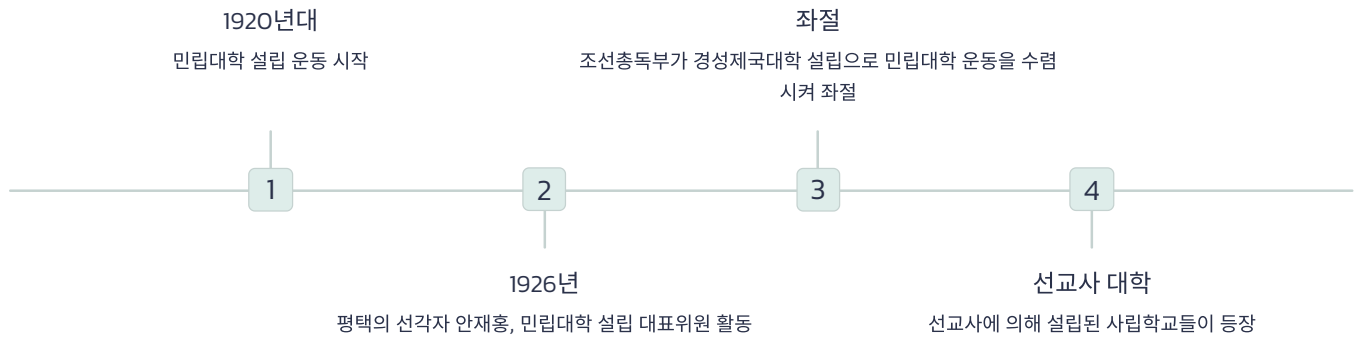 1920년대
민립대학 설립 운동 시작
좌절
조선총독부가 경성제국대학 설립으로 민립대학 운동을 수렴
시켜 좌절
1
2
3
4
1926년
평택의 선각자 안재홍, 민립대학 설립 대표위원 활동
선교사 대학
선교사에 의해 설립된 사립학교들이 등장